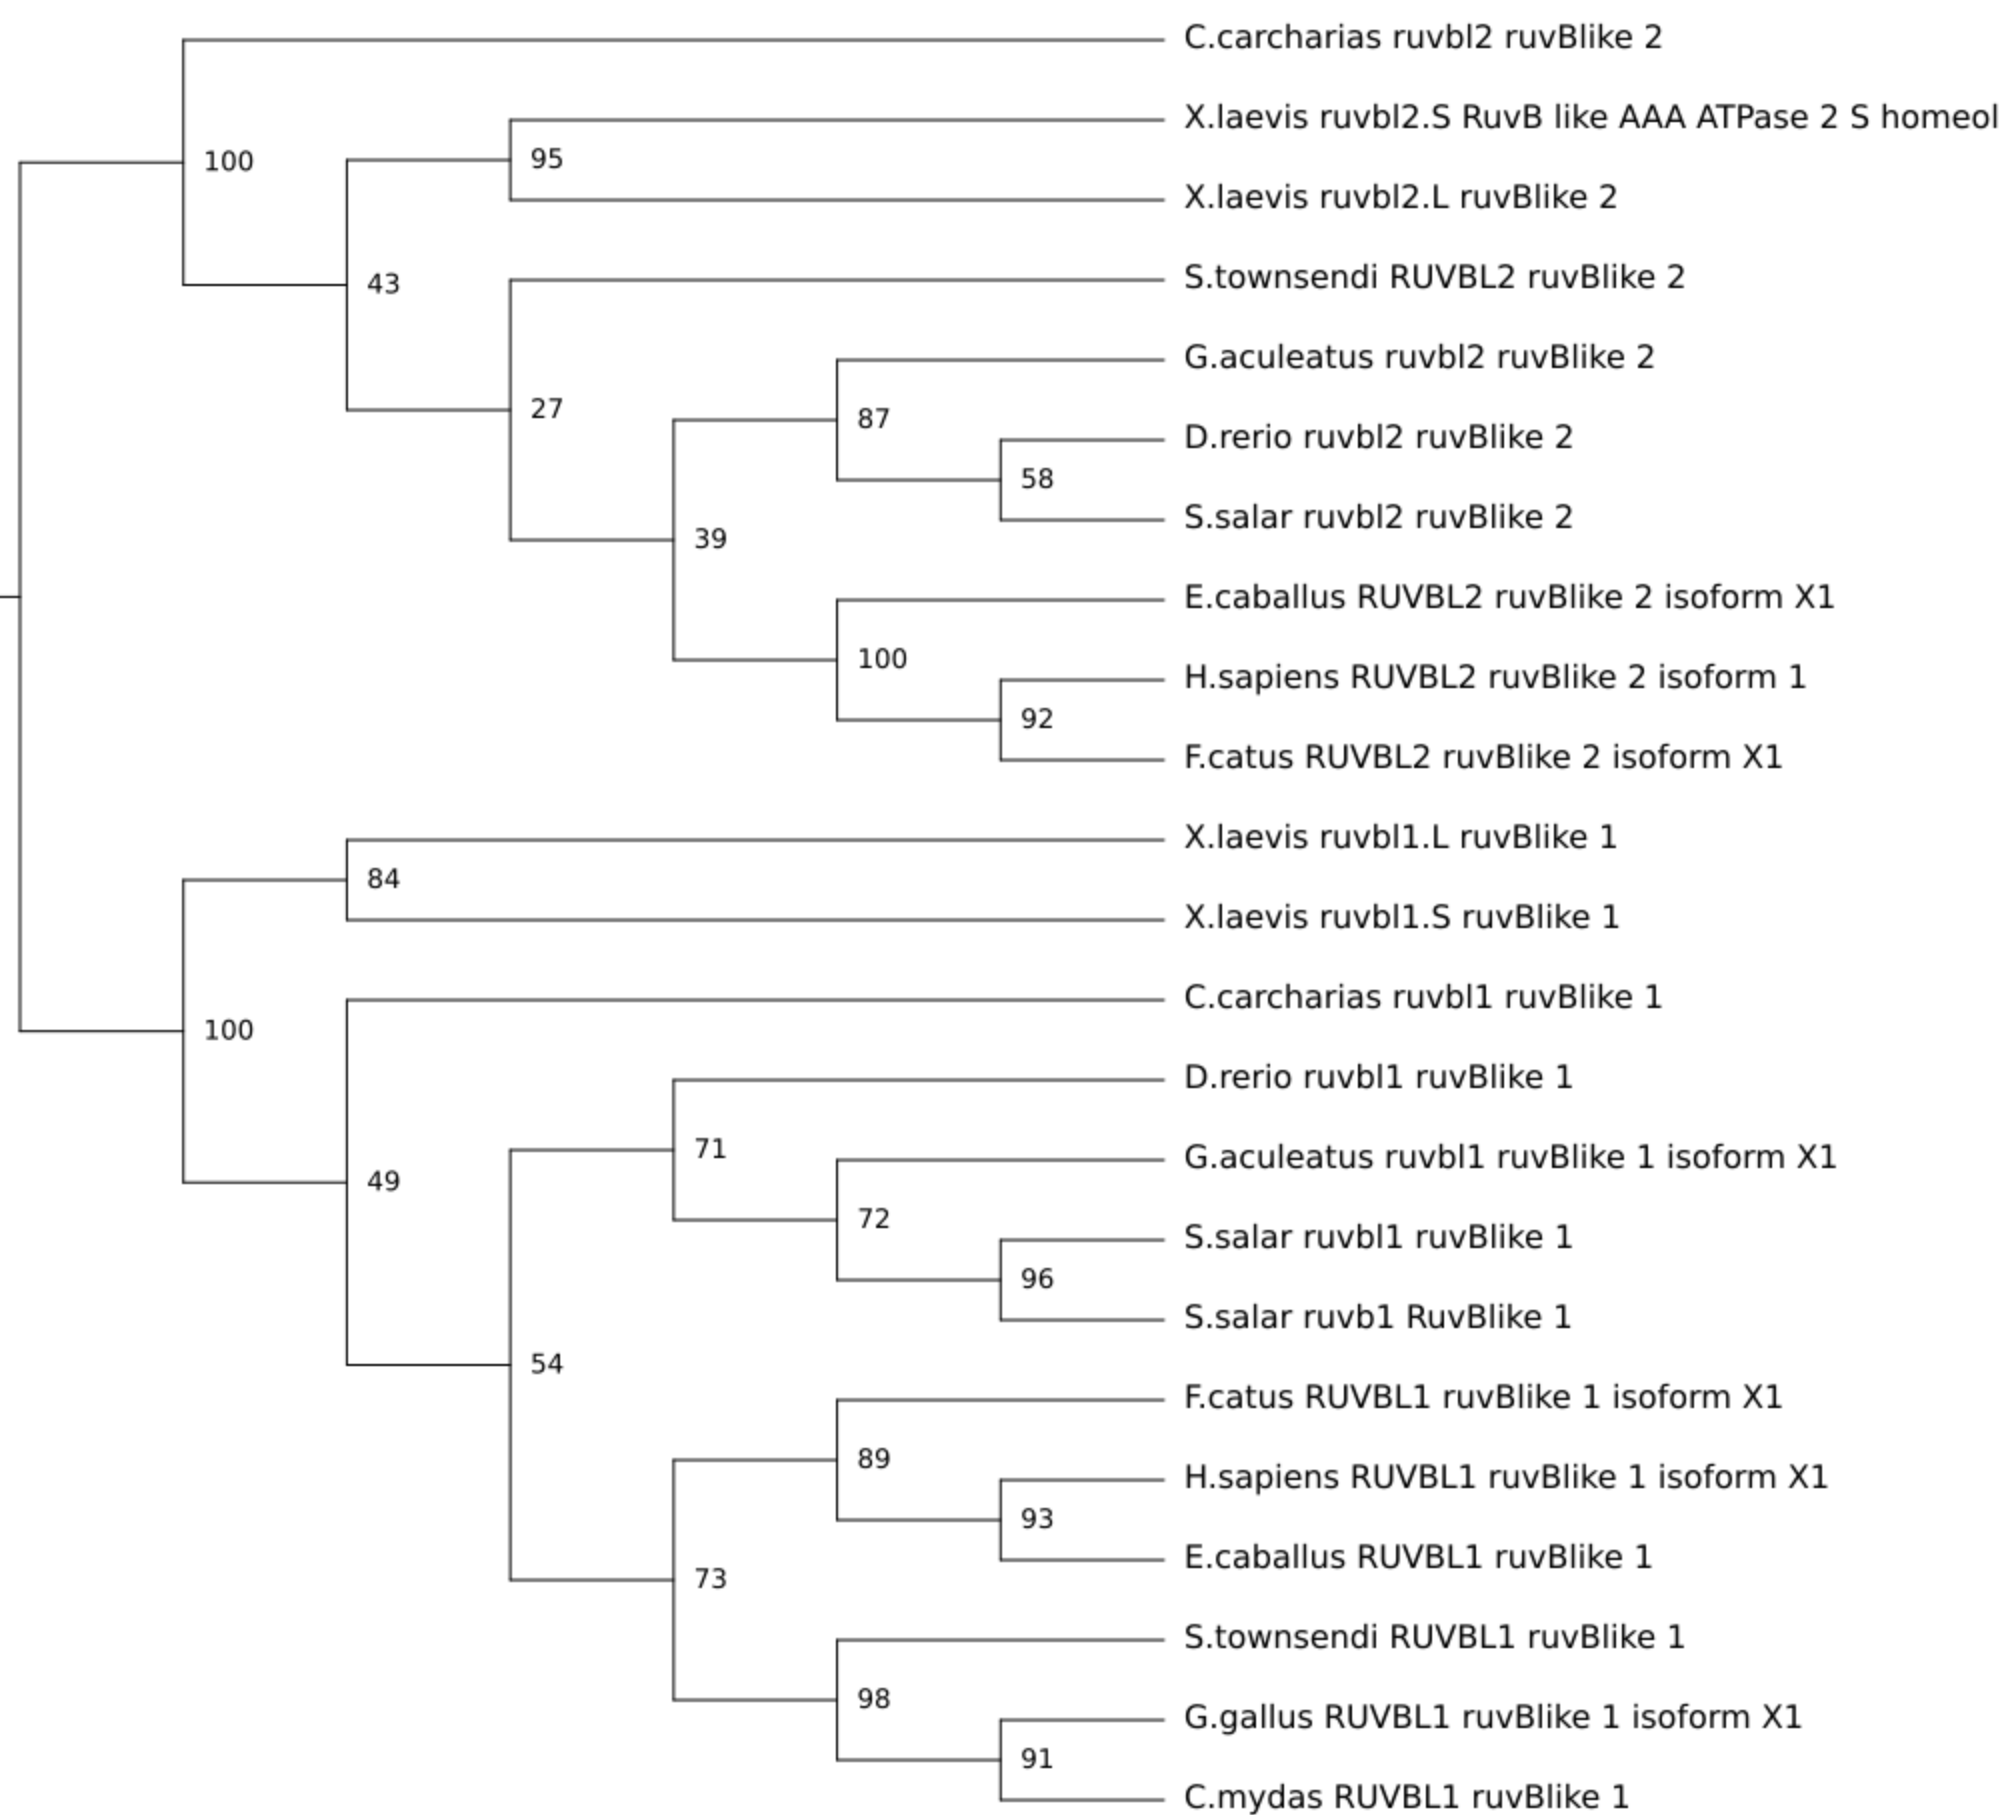 C.carcharias ruvbl2 ruvBlike 2
X.laevis ruvbl2.S RuvB like AAA ATPase 2 S homeol
100
95
X.laevis ruvbl2.L ruvBlike 2
43
S.townsendi RUVBL2 ruvBlike 2
G.aculeatus ruvbl2 ruvBlike 2
27
87
D.rerio ruvbl2 ruvBlike 2
58
S.salar ruvbl2 ruvBlike 2
39
E.caballus RUVBL2 ruvBlike 2 isoform X1
100
H.sapiens RUVBL2 ruvBlike 2 isoform 1
92
F.catus RUVBL2 ruvBlike 2 isoform X1
X.laevis ruvbl1.L ruvBlike 1
84
X.laevis ruvbl1.S ruvBlike 1
C.carcharias ruvbl1 ruvBlike 1
100
D.rerio ruvbl1 ruvBlike 1
71
G.aculeatus ruvbl1 ruvBlike 1 isoform X1
49
72
S.salar ruvbl1 ruvBlike 1
96
S.salar ruvb1 RuvBlike 1
54
F.catus RUVBL1 ruvBlike 1 isoform X1
89
H.sapiens RUVBL1 ruvBlike 1 isoform X1
93
E.caballus RUVBL1 ruvBlike 1
73
S.townsendi RUVBL1 ruvBlike 1
98
G.gallus RUVBL1 ruvBlike 1 isoform X1
91
C.mydas RUVBL1 ruvBlike 1